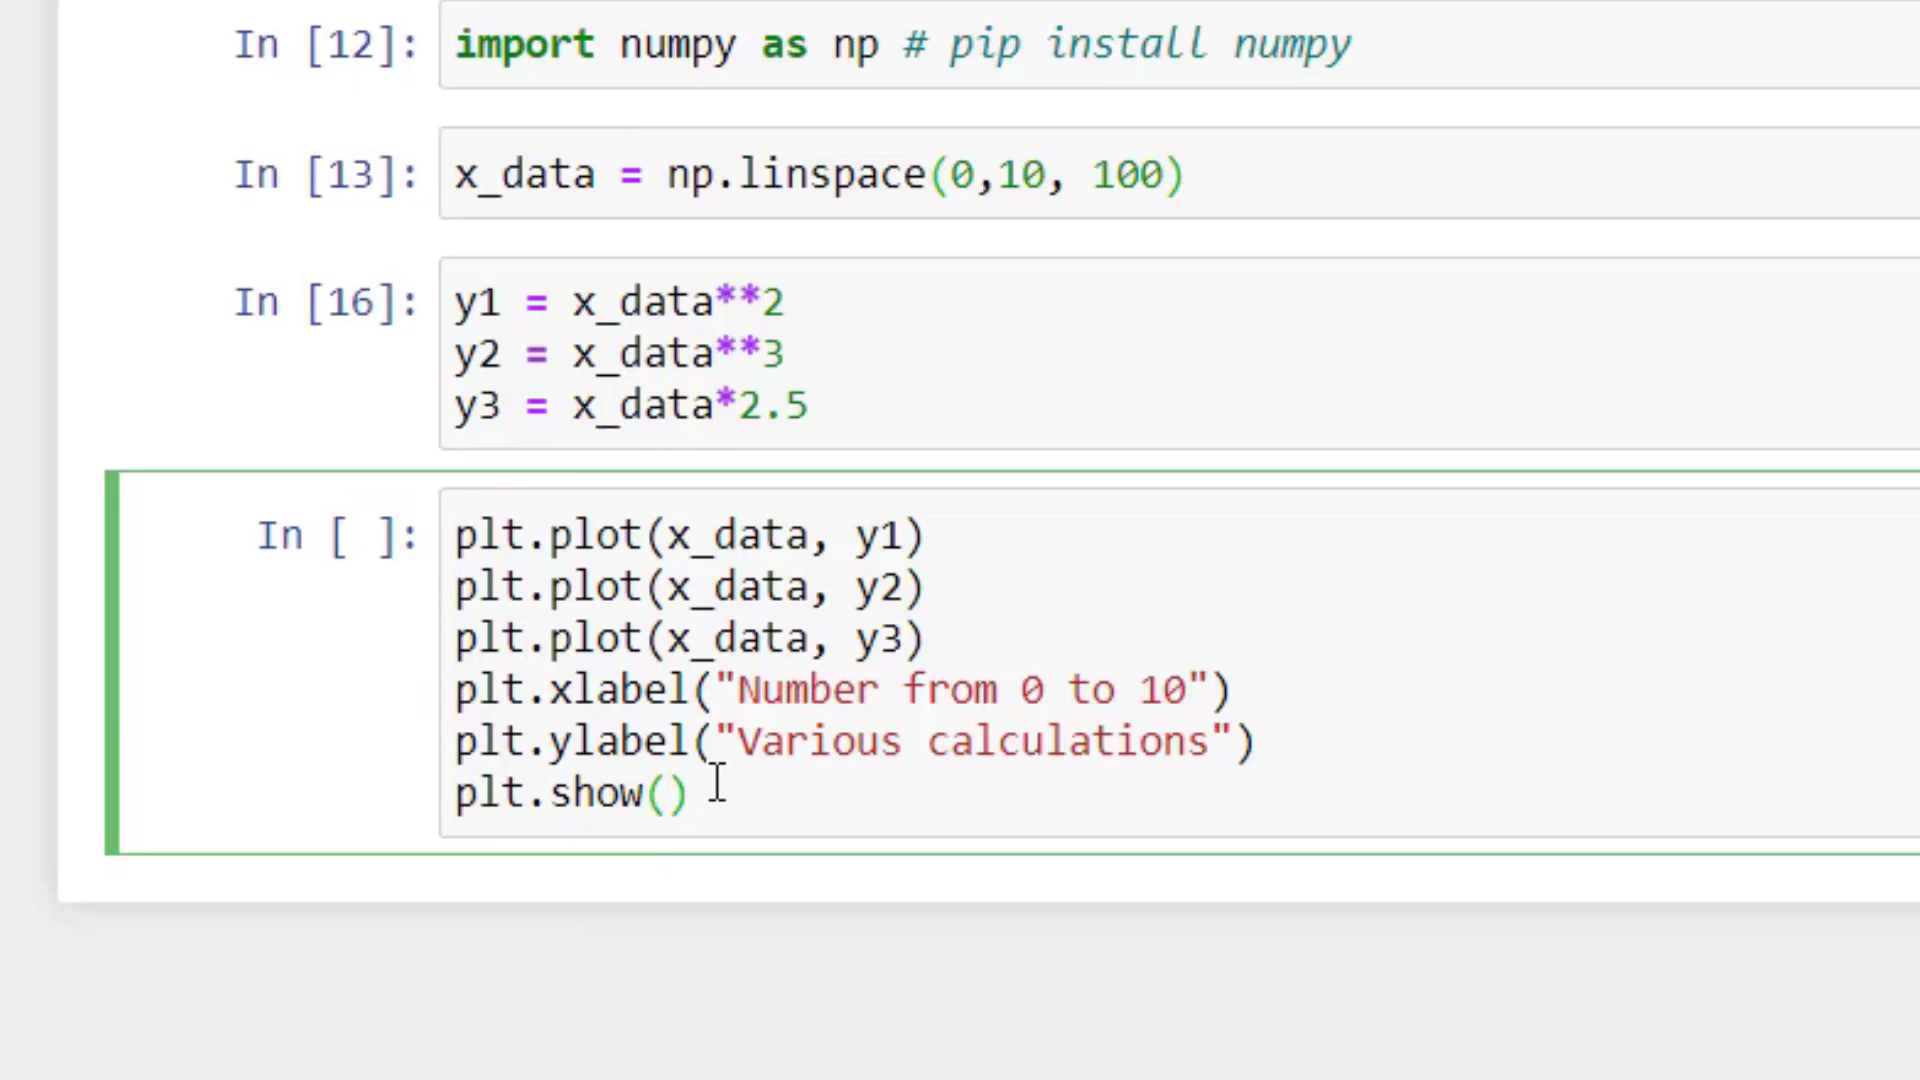 In [12]: import numpy as np # pip install numpy
In [13]: x_data = np.linspace(0,10, 100)
In [16]: y1 = x_data**2
y2 = x_data**3
y3 = x_data*2.5
In [ ]: plt.plot(x_data, y1)
plt.plot(x_data, y2)
plt.plot(x_data, y3)
plt.xlabel("Number from 0 to 10")
plt.ylabel("Various calculations")
plt.show()